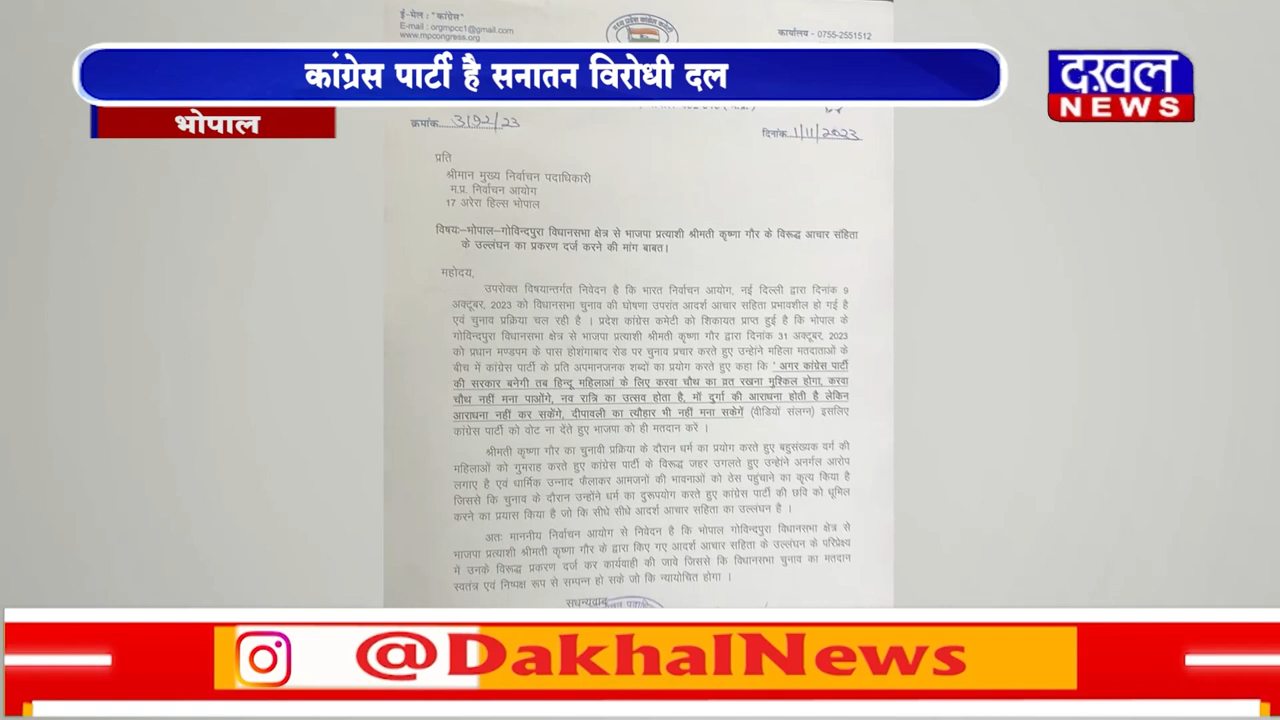 ई-मेल : "कांग्रेस"
E-mail : orgmpcc1@gmail.com
www.mpcongress.org
कार्यालय - 0755-2551512
कांग्रेस पार्टी है सनातन विरोधी दल
दख़ल
NEWS
भोपाल
क्रमांक....3192/23
दिनांक 1/11/2023
प्रति
श्रीमान मुख्य निर्वाचन पदाधिकारी
म.प्र. निर्वाचन आयोग
17 अरेरा हिल्स भोपाल
विषयः–भोपाल–गोविन्दपुरा विधानसभा क्षेत्र से भाजपा प्रत्याशी श्रीमती कृष्णा गौर के विरूद्ध आचार संहिता
के उल्लंघन का प्रकरण दर्ज करने की मांग बाबत।
महोदय,
उपरोक्त विषयान्तर्गत निवेदन है कि भारत निर्वाचन आयोग, नई दिल्ली द्वारा दिनांक 9
अक्टूबर, 2023 को विधानसभा चुनाव की घोषणा उपरांत आदर्श आचार सहिता प्रभावशील हो गई है
एवं चुनाव प्रक्रिया चल रही है । प्रदेश कांग्रेस कमेटी को शिकायत प्राप्त हुई है कि भोपाल के
गोविन्दपुरा विधानसभा क्षेत्र से भाजपा प्रत्याशी श्रीमती कृष्णा गौर द्वारा दिनांक 31 अक्टूबर, 2023
को प्रधान मण्डपम के पास होशंगाबाद रोड पर चुनाव प्रचार करते हुए उन्होंने महिला मतदाताओं के
बीच में कांग्रेस पार्टी के प्रति अपमानजनक शब्दों का प्रयोग करते हुए कहा कि ' अगर कांग्रेस पार्टी
की सरकार बनेगी तब हिन्दू महिलाओं के लिए करवा चौथ का व्रत रखना मुश्किल होगा, करवा
चौथ नहीं मना पाओंगे, नव रात्रि का उत्सव होता है, माँ दुर्गा की आराधना होती है लेकिन
आराधना नहीं कर सकेंगे, दीपावली का त्यौहार भी नहीं मना सकेगें (वीडियों संलग्न) इसलिए
कांग्रेस पार्टी को वोट ना देते हुए भाजपा को ही मतदान करें ।
श्रीमती कृष्णा गौर का चुनावी प्रक्रिया के दौरान धर्म का प्रयोग करते हुए बहुसंख्यक वर्ग की
महिलाओं को गुमराह करते हुए कांग्रेस पार्टी के विरूद्ध जहर उगलते हुए उन्होंने अनर्गल आरोप
लगाए है एवं धार्मिक उन्नाद फैलाकर आमजनों की भावनाओं को ठेस पहुंचाने का कृत्य किया है
जिससे कि चुनाव के दौरान उन्होंने धर्म का दुरूपयोग करते हुए कांग्रेस पार्टी की छवि को धूमिल
करने का प्रयास किया है जो कि सीधे सीधे आदर्श आचार सहिता का उल्लंघन है ।
अतः माननीय निर्वाचन आयोग से निवेदन है कि भोपाल गोविन्दपुरा विधानसभा क्षेत्र से
भाजपा प्रत्याशी श्रीमती कृष्णा गौर के द्वारा किए गए आदर्श आचार सहिता के उल्लंघन के परिप्रेक्ष्य
में उनके विरूद्ध प्रकरण दर्ज कर कार्यवाही की जावे जिससे कि विधानसभा चुनाव का मतदान
स्वतंत्र एवं निष्पक्ष रूप से सम्पन्न हो सके जो कि न्यायोचित होगा ।
सधन्यवाद
@DakhalNews